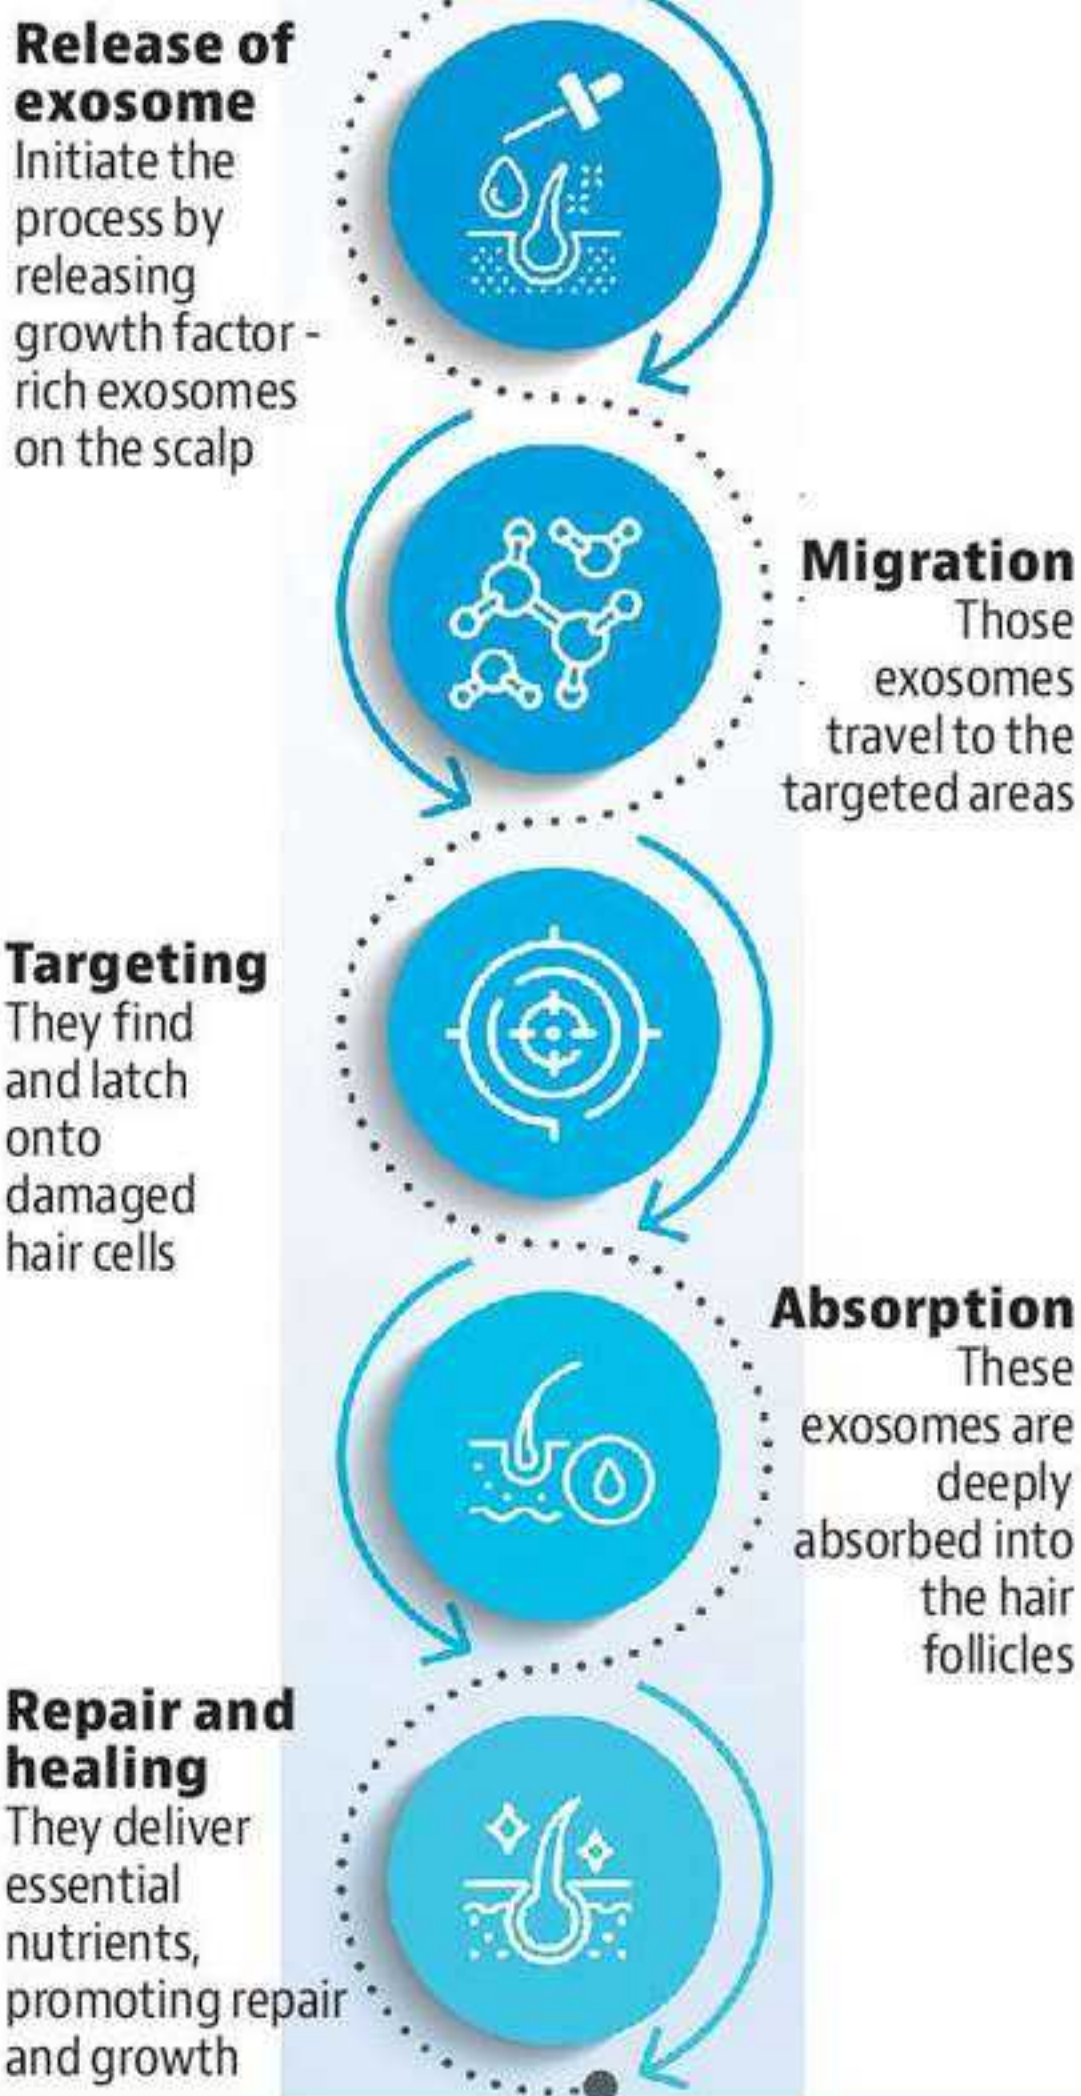 Release of
exosome
Initiate the
process by
releasing
growth factor -
rich exosomes
on the scalp
Migration
Those
exosomes
travel to the
targeted areas
Targeting
They find
and latch
onto
damaged
hair cells
Absorption
These
exosomes are
deeply
absorbed into
the hair
follicles
Repair and
healing
They deliver
essential
nutrients,
promoting repair
and growth